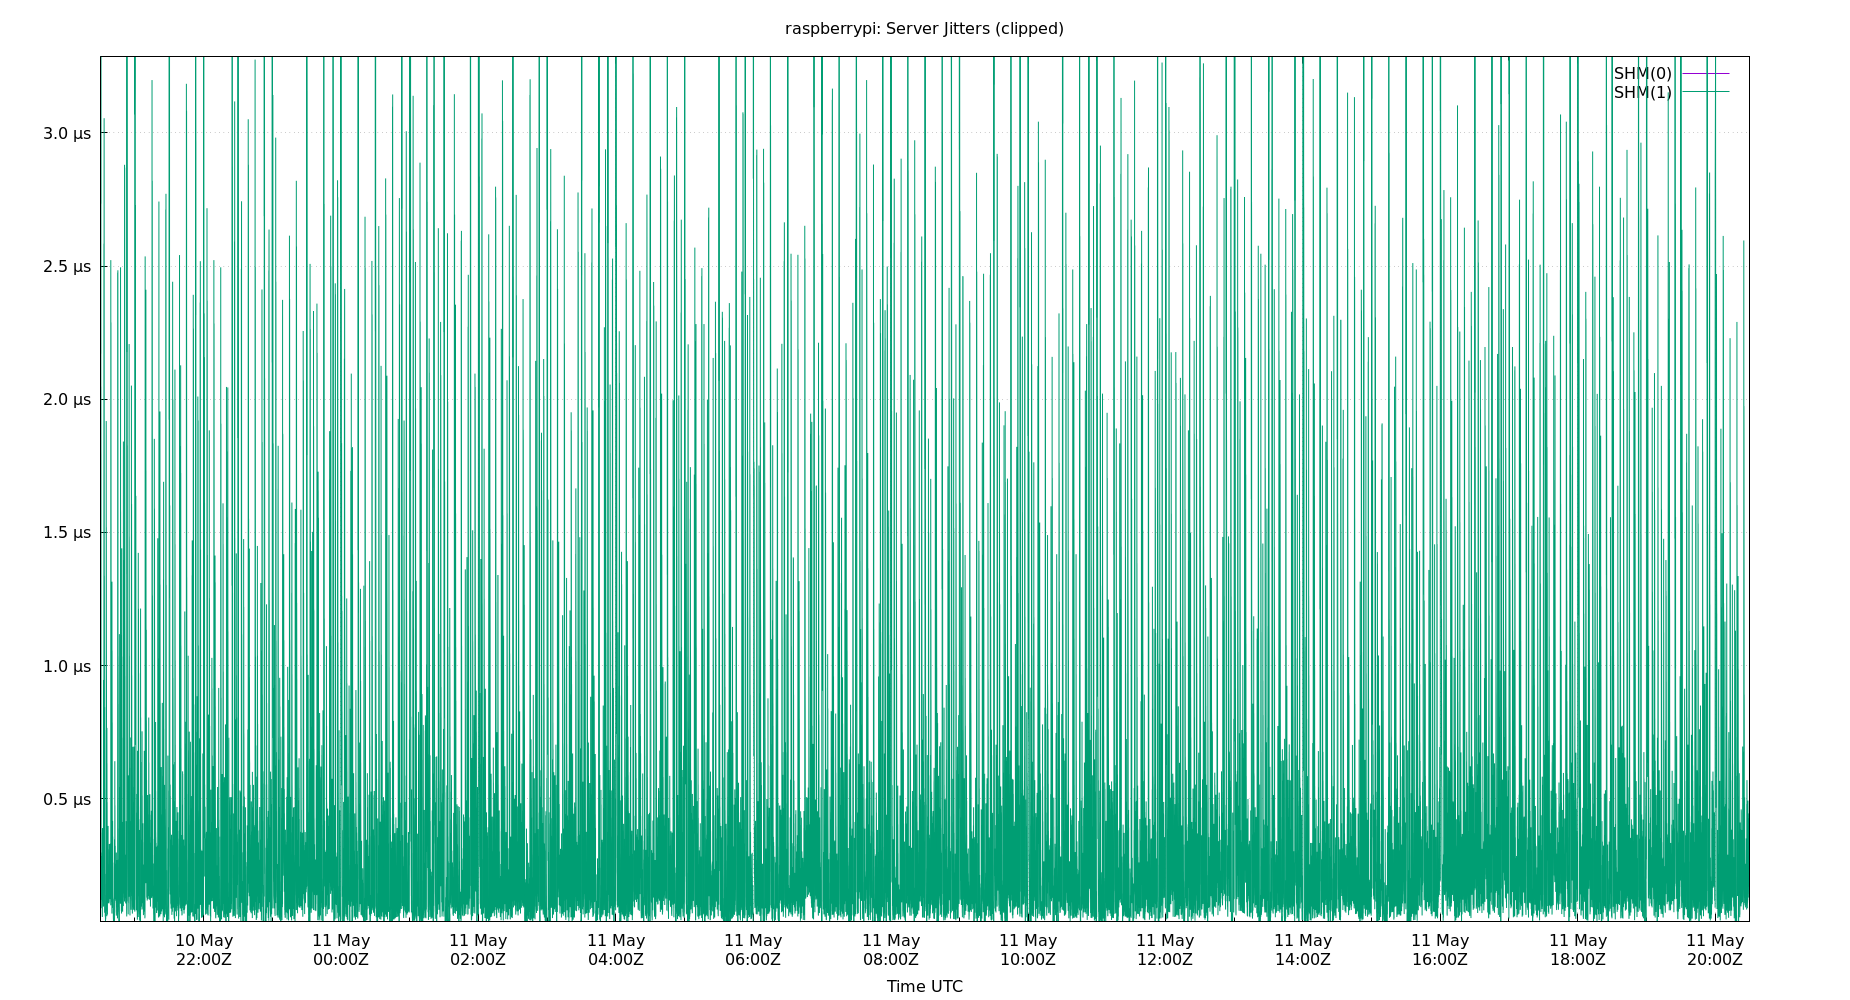 raspberrypi: Server Jitters (clipped)
SHM(0)
SHM(1)
3.0 µs
2.5 µs
2.0 µs
1.5 µs
1.0 µs
0.5 µs
10 May 11 May 11 May 11 May 11 May 11 May 11 May 11 May 11 May 11 May 11 May 11 May
22:00Z 00:00Z 02:00Z 04:00Z 06:00Z 08:00Z 10:00Z 12:00Z 14:00Z 16:00Z 18:00Z 20:00Z
Time UTC